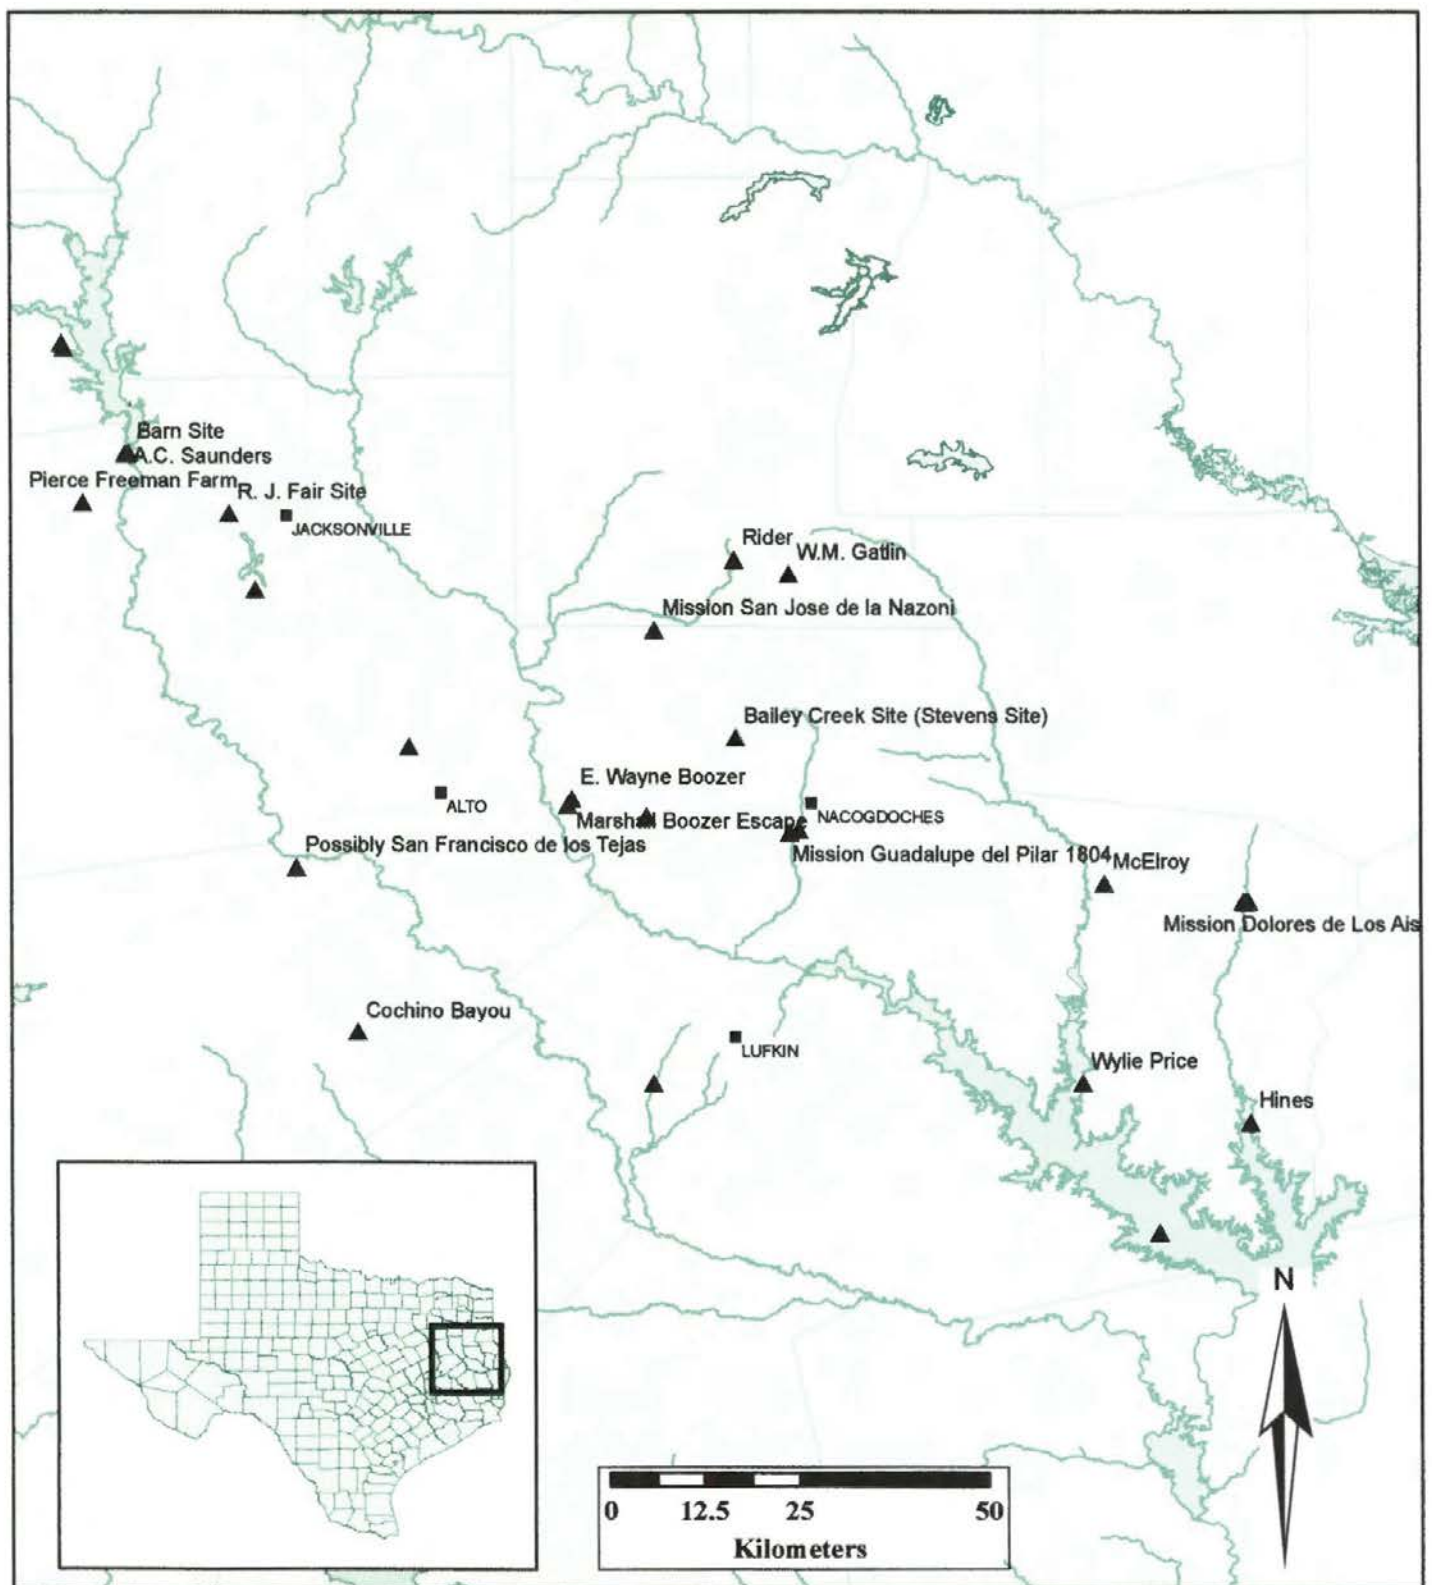 Barn Site
A.C. Saunders
Pierce Freeman Farm
R. J. Fair Site
JACKSONVILLE
Rider
W.M. Gatlin
Mission San Jose de la Nazoni
Bailey Creek Site (Stevens Site)
E. Wayne Boozer
ALTO
NACOGDOCHES
Marshall Boozer Escape
Possibly San Francisco de los Tejas
Mission Guadalupe del Pilar 1804
McElroy
Mission Dolores de Los Ais
Cochino Bayou
LUFKIN
Wylie Price
Hines
N
0 12.5 25 50
Kilometers